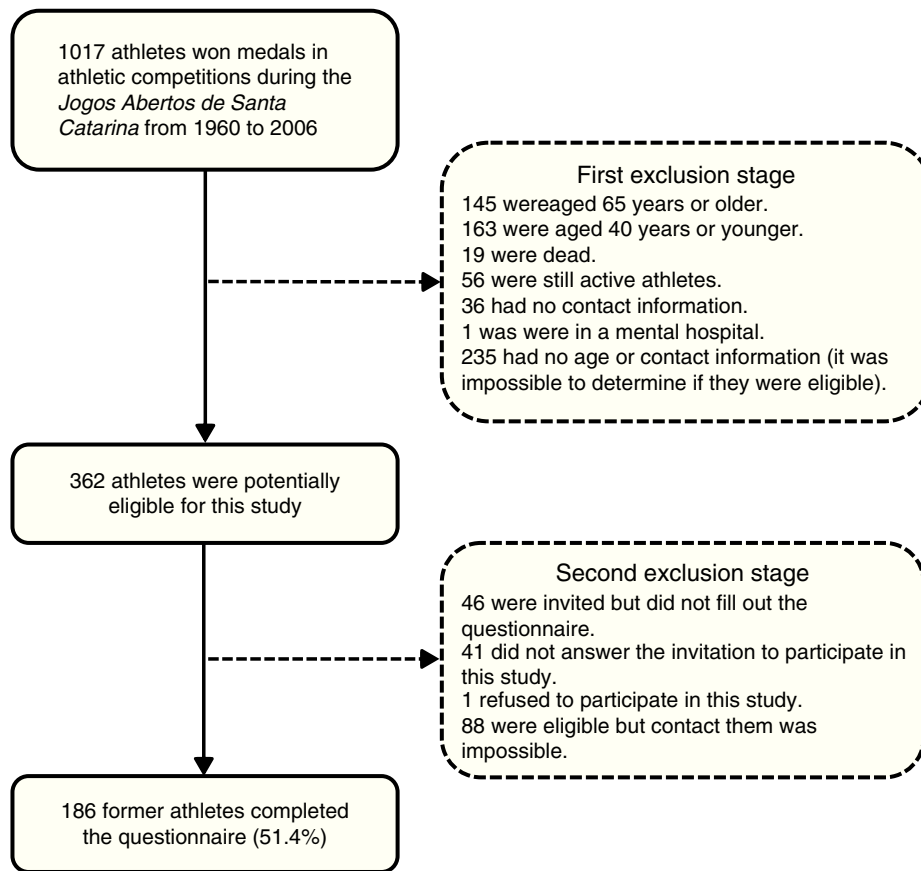 1017 athletes won medals in
athletic competitions during the
Jogos Abertos de Santa
Catarina from 1960 to 2006
First exclusion stage
145 wereaged 65 years or older.
163 were aged 40 years or younger.
19 were dead.
56 were still active athletes.
36 had no contact information.
1 was were in a mental hospital.
235 had no age or contact information (it was
impossible to determine if they were eligible).
362 athletes were potentially
eligible for this study
Second exclusion stage
46 were invited but did not fill out the
questionnaire.
41 did not answer the invitation to participate in
this study.
1 refused to participate in this study.
88 were eligible but contact them was
impossible.
186 former athletes completed
the questionnaire (51.4%)